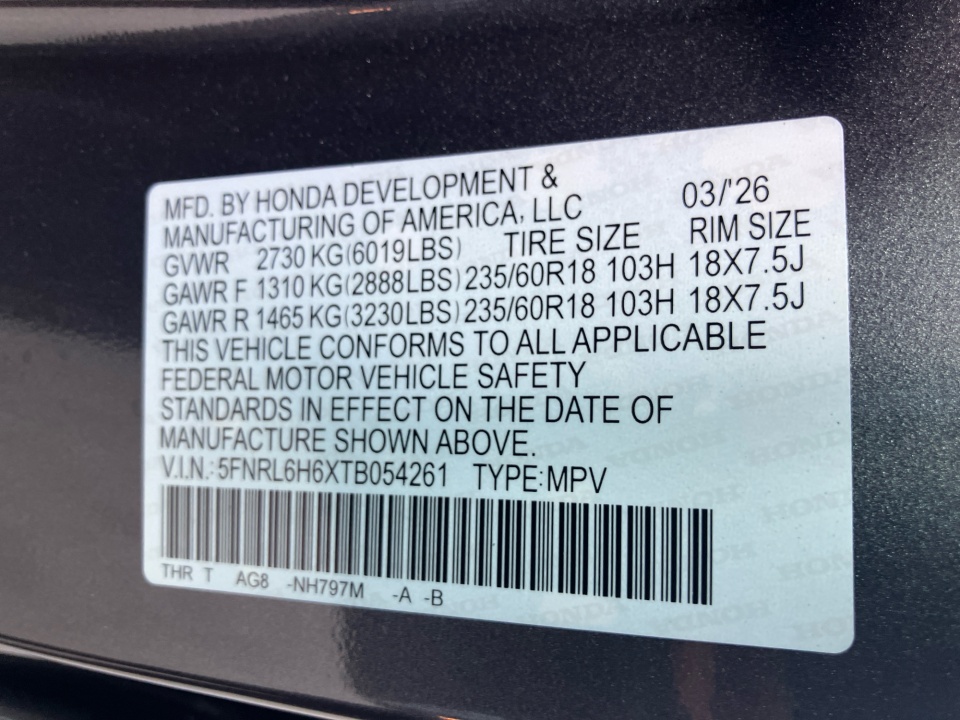 MFD. BY HONDA DEVELOPMENT & 03/'26
MANUFACTURING OF AMERICA, LLC
GVWR 2730 KG(6019LBS) TIRE SIZE RIM SIZE
GAWR F 1310 KG(2888LBS) 235/60R18 103H 18X7.5J
GAWR R 1465 KG(3230LBS) 235/60R18 103H 18X7.5J
THIS VEHICLE CONFORMS TO ALL APPLICABLE
FEDERAL MOTOR VEHICLE SAFETY
STANDARDS IN EFFECT ON THE DATE OF
MANUFACTURE SHOWN ABOVE.
V.I.N.: 5FNRL6H6XTB054261 TYPE:MPV
THR T AG8 -NH797M -A -B